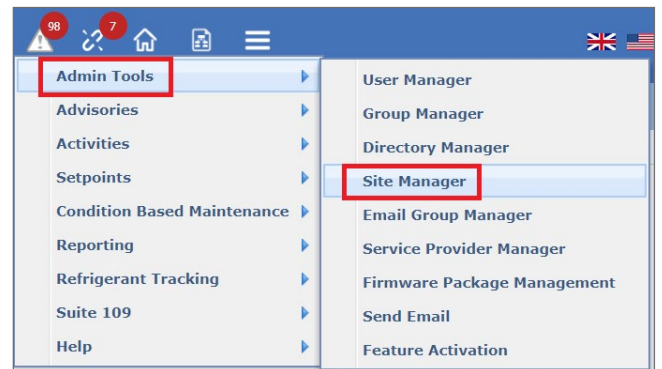 98
7
Admin Tools
Advisories
Activities
Setpoints
Condition Based Maintenance
Reporting
Refrigerant Tracking
Suite 109
Help
User Manager
Group Manager
Directory Manager
Site Manager
Email Group Manager
Service Provider Manager
Firmware Package Management
Send Email
Feature Activation